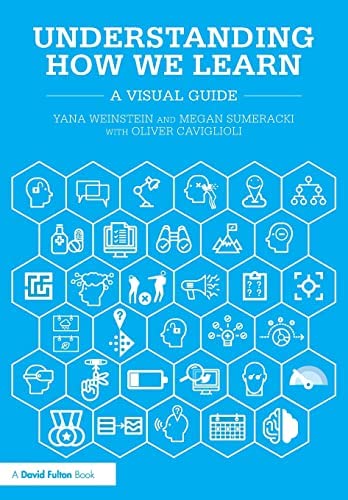 UNDERSTANDING
HOW WE LEARN
A VISUAL GUIDE
YANA WEINSTEIN AND MEGAN SUMERACKI
WITH OLIVER CAVIGLIOLI
?
? ?
? ?
?
A David Fulton Book